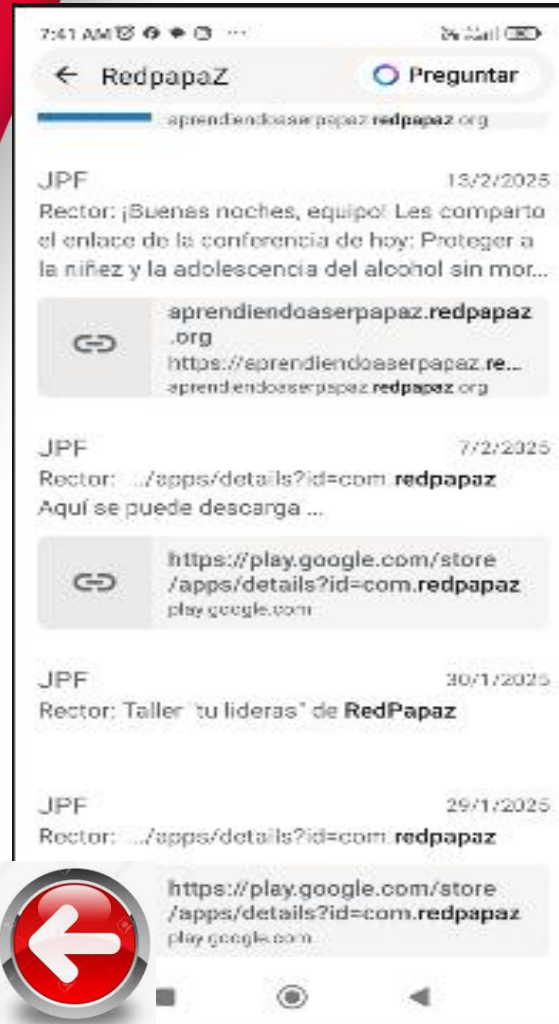 7:41 AM
← RedpapaZ Preguntar
aprendiendoaserpapaz.redpapaz.org
JPF 13/2/2025
Rector: ¡Buenas noches, equipo! Les comparto
el enlace de la conferencia de hoy: Proteger a
la niñez y la adolescencia del alcohol sin mor...
aprendiendoaserpapaz.redpapaz
.org
https://aprendiendoaserpapaz.re...
aprendiendoaserpapaz.redpapaz.org
JPF 7/2/2025
Rector: .../apps/details?id=com.redpapaz
Aquí se puede descarga ...
https://play.google.com/store
/apps/details?id=com.redpapaz
play.google.com
JPF 30/1/2025
Rector: Taller "tu lideras" de RedPapaz
JPF 29/1/2025
Rector: .../apps/details?id=com.redpapaz
https://play.google.com/store
/apps/details?id=com.redpapaz
play.google.com